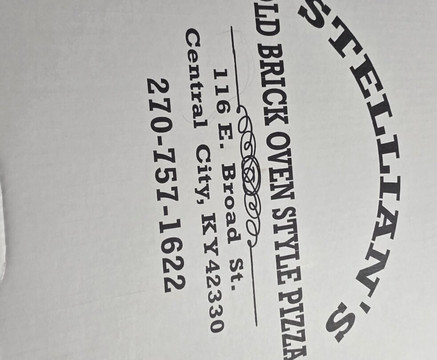 STELLIAN'S
OLD BRICK OVEN STYLE PIZZA
116 E. Broad St.
Central City, KY 42330
270-757-1622